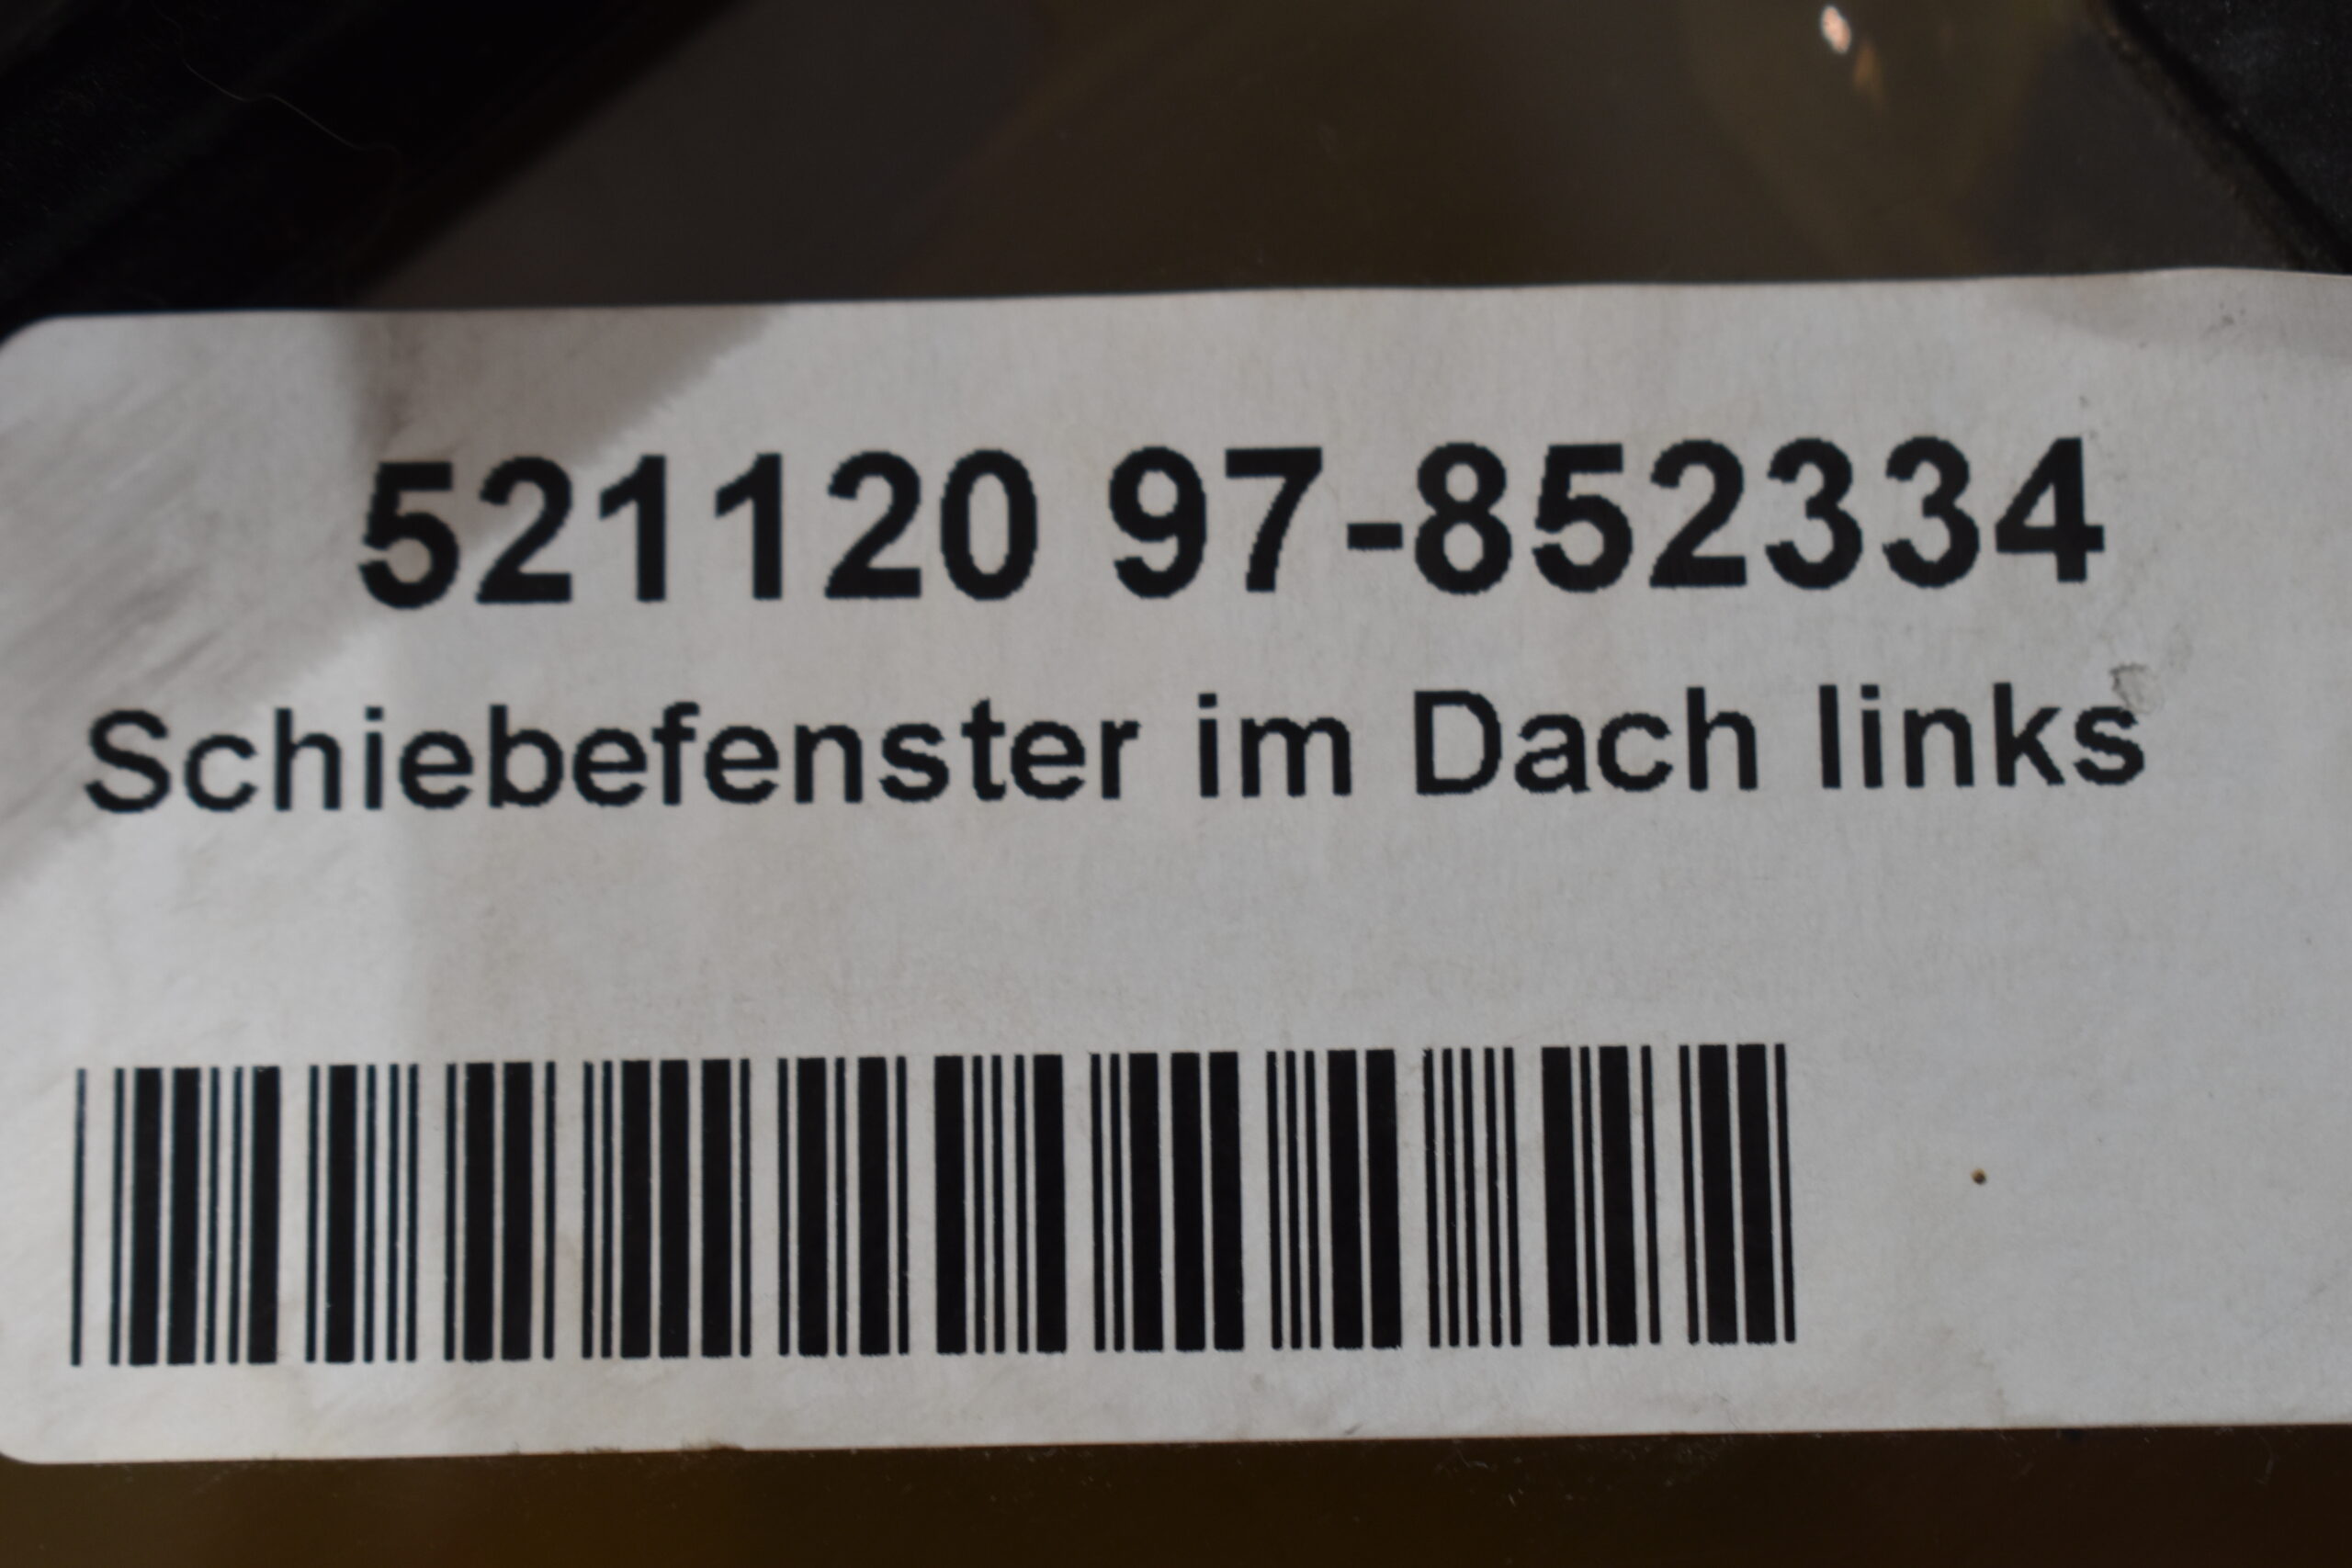 521120 97-852334
Schiebefenster im Dach links